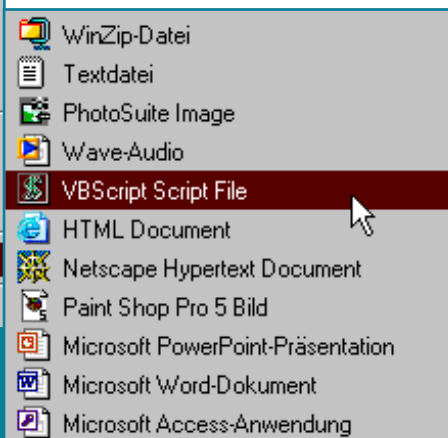 WinZip-Datei
Textdatei
PhotoSuite Image
Wave-Audio
VBScript Script File
HTML Document
Netscape Hypertext Document
Paint Shop Pro 5 Bild
Microsoft PowerPoint-Präsentation
Microsoft Word-Dokument
Microsoft Access-Anwendung